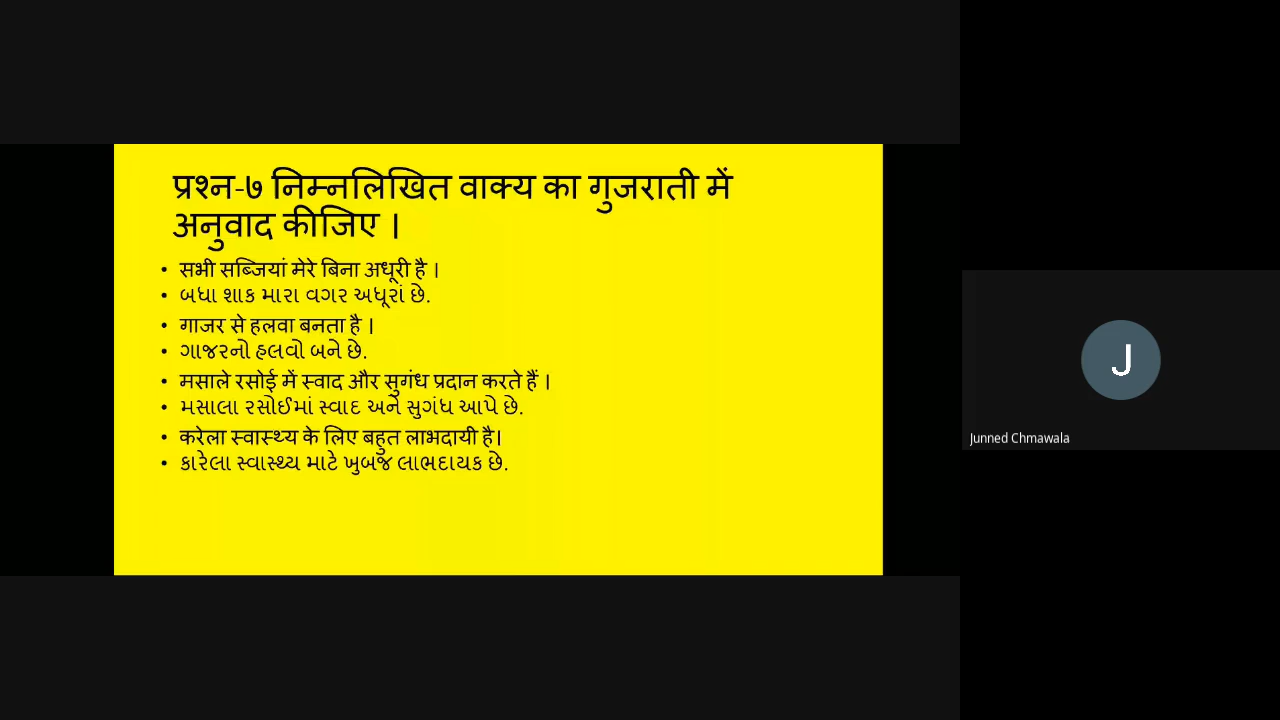 प्रश्न-७ निम्नलिखित वाक्य का गुजराती में
अनुवाद कीजिए ।
• सभी सब्जियां मेरे बिना अधूरी है ।
• બધા શાક મારા વગર અધૂરાં છે.
• गाजर से हलवा बनता है ।
• ગાજરનો હલવો બને છે.
• मसाले रसोई में स्वाद और सुगंध प्रदान करते हैं ।
• મસાલા રસોઈમાં સ્વાદ અને સુગંધ આપે છે.
• करेला स्वास्थ्य के लिए बहुत लाभदायी है।
• કારેલા સ્વાસ્થ્ય માટે ખુબજ લાભદાયક છે.
J
Junned Chmawala